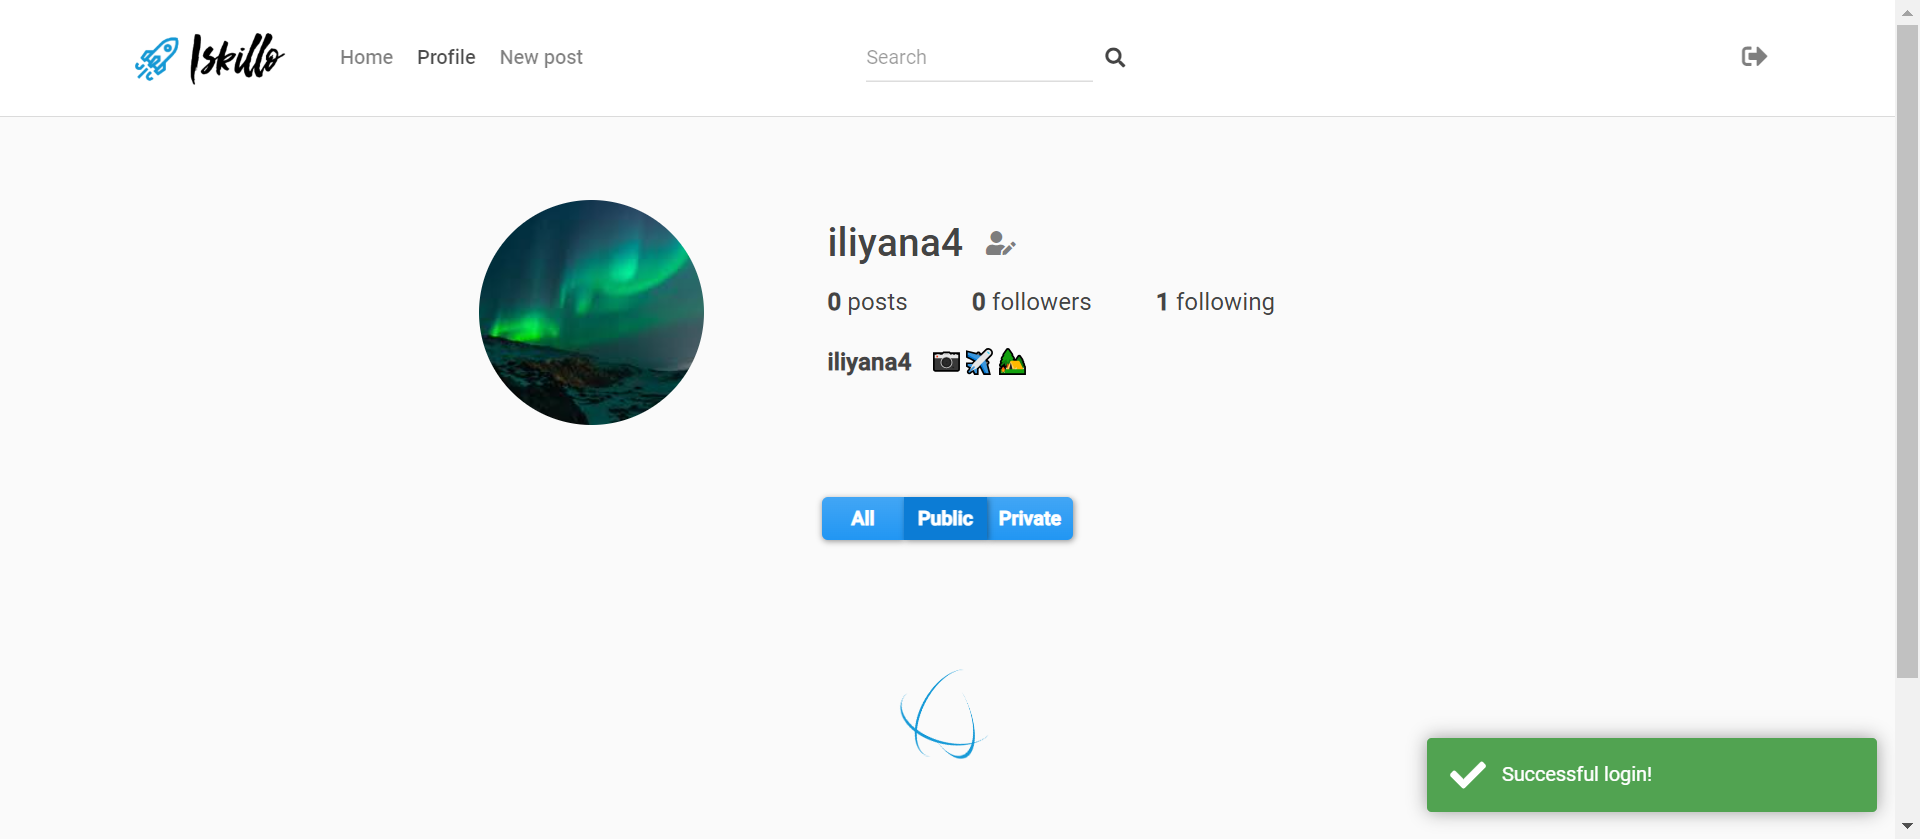 Iskillo Home Profile New post Search
iliyana4
0 posts 0 followers 1 following
iliyana4 📷✈️🏕️
All Public Private
Successful login!